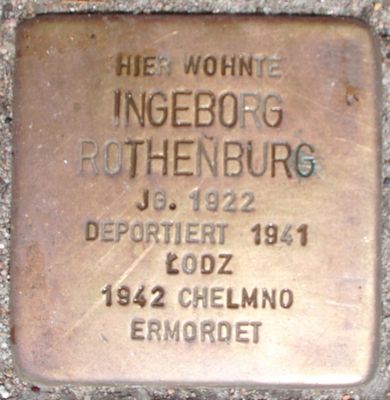 HIER WOHNTE
INGEBORG
ROTHENBURG
JG. 1922
DEPORTIERT 1941
ŁODZ
1942 CHELMNO
ERMORDET